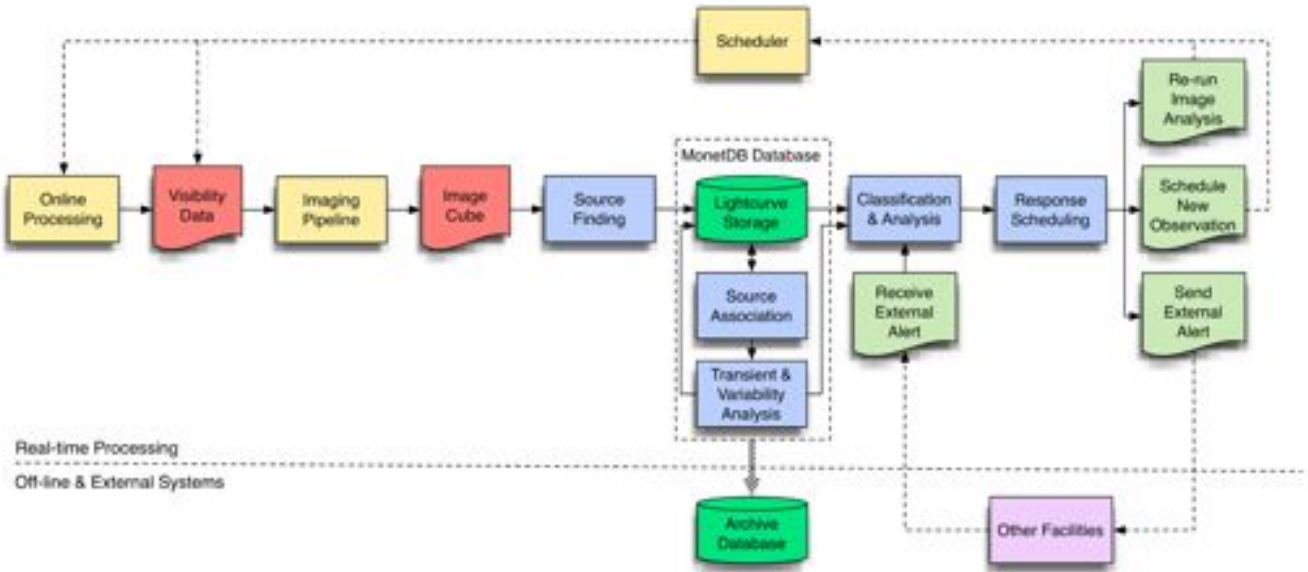 Scheduler
Re-run
Image
Analysis
MonetDB Database
Online
Processing
Visibility
Data
Imaging
Pipeline
Image
Cube
Source
Finding
Lightcurve
Storage
Classification
& Analysis
Response
Scheduling
Schedule
New
Observation
Source
Association
Receive
External
Alert
Send
External
Alert
Transient &
Variability
Analysis
Real-time Processing
Off-line & External Systems
Archive
Database
Other Facilities